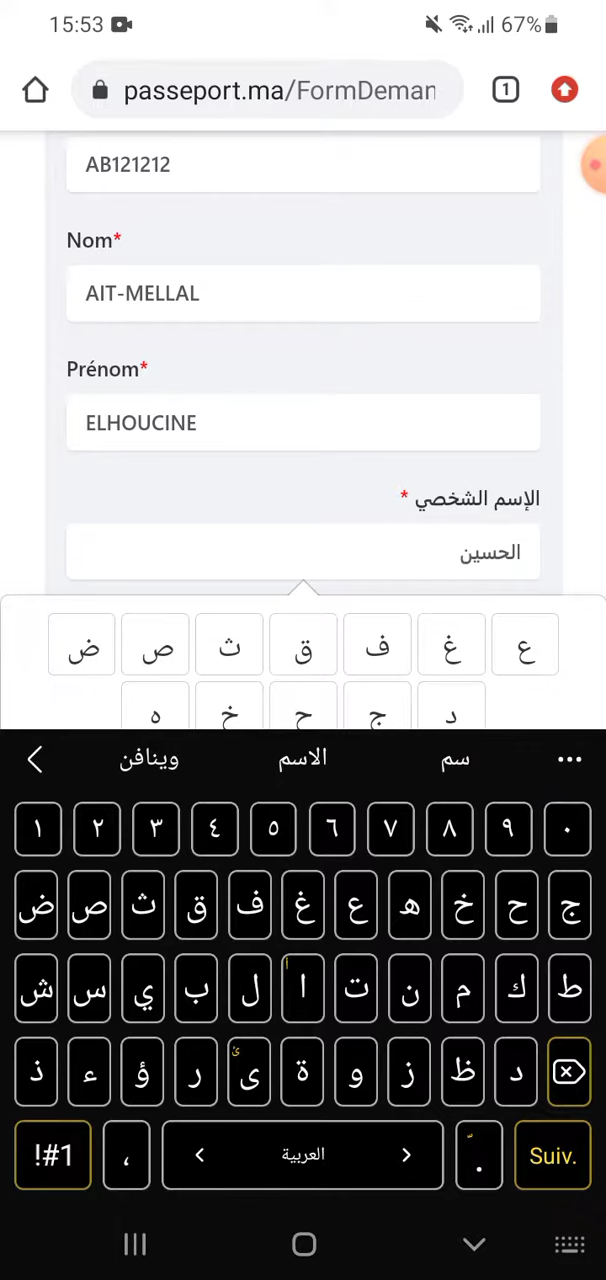 15:53 67%
passeport.ma/FormDeman 1
AB121212
Nom*
AIT-MELLAL
Prénom*
ELHOUCINE
الإسم الشخصي *
الحسين
ض ص ث ق ف غ ع
ه خ ح ج د
وينافن الاسم سم
١ ٢ ٣ ٤ ٥ ٦ ٧ ٨ ٩ ٠
ض ص ث ق ف غ ع ه خ ح ج
ش س ي ب ل أ ا ت ن م ك ط
ذ ء ؤ ر ئ ى ة و ز ظ د
!#1 ، < العربية > . Suiv.